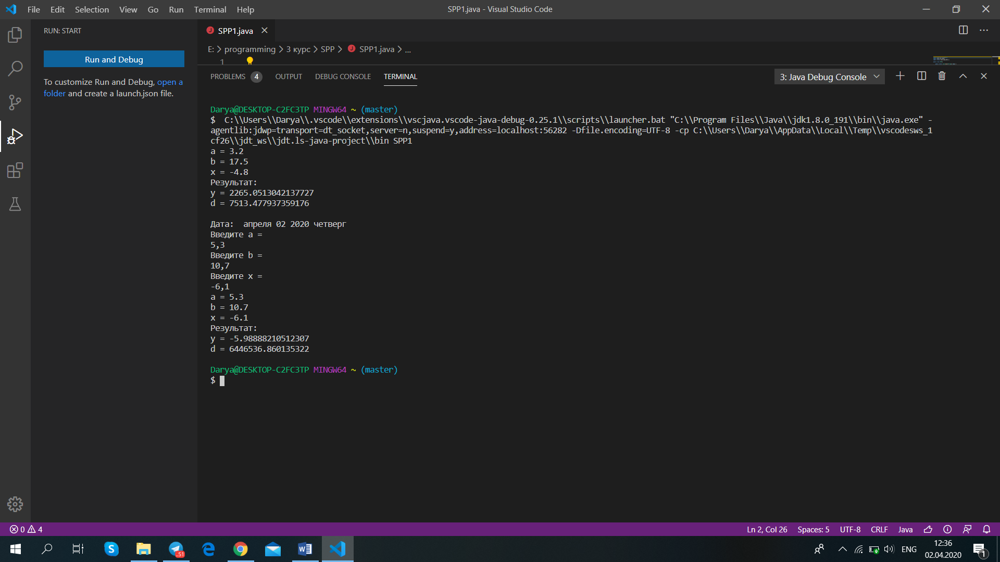 File Edit Selection View Go Run Terminal Help
SPP1.java - Visual Studio Code
RUN: START
Run and Debug
To customize Run and Debug, open a
folder and create a launch.json file.
SPP1.java
E: > programming > 3 курс > SPP > SPP1.java > ...
1
PROBLEMS 4 OUTPUT DEBUG CONSOLE TERMINAL
3: Java Debug Console
Darya@DESKTOP-C2FC3TP MINGW64 ~ (master)
$  C:\\Users\\Darya\\.vscode\\extensions\\vscjava.vscode-java-debug-0.25.1\\scripts\\launcher.bat "C:\\Program Files\\Java\\jdk1.8.0_191\\bin\\java.exe" -
agentlib:jdwp=transport=dt_socket,server=n,suspend=y,address=localhost:56282 -Dfile.encoding=UTF-8 -cp C:\\Users\\Darya\\AppData\\Local\\Temp\\vscodesws_1
cf26\\jdt_ws\\jdt.ls-java-project\\bin SPP1
a = 3.2
b = 17.5
x = -4.8
Результат:
y = 2265.0513042137727
d = 7513.477937359176
Дата:  апреля 02 2020 четверг
Введите a =
5,3
Введите b =
10,7
Введите x =
-6,1
a = 5.3
b = 10.7
x = -6.1
Результат:
y = -5.98888210512307
d = 6446536.860135322
Darya@DESKTOP-C2FC3TP MINGW64 ~ (master)
$
0 4
Ln 2, Col 26 Spaces: 5 UTF-8 CRLF Java
..51
ENG
12:36
02.04.2020
1